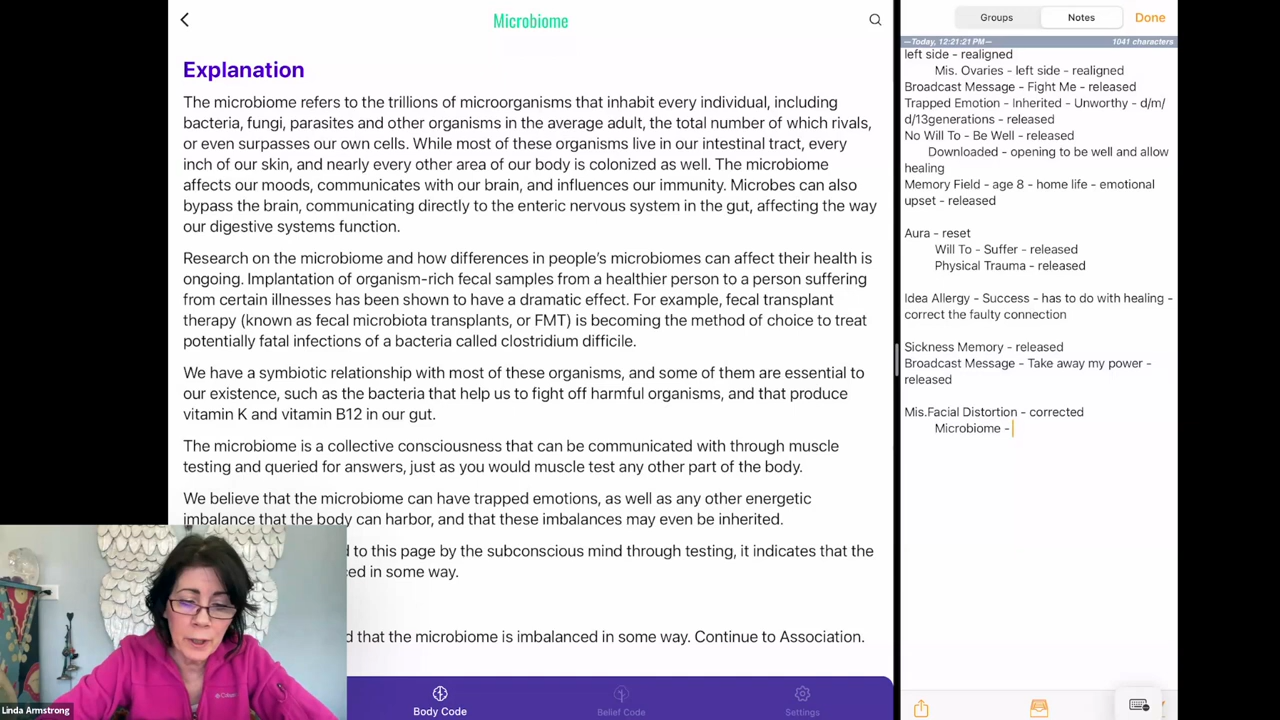 Microbiome
Explanation
The microbiome refers to the trillions of microorganisms that inhabit every individual, including
bacteria, fungi, parasites and other organisms in the average adult, the total number of which rivals,
or even surpasses our own cells. While most of these organisms live in our intestinal tract, every
inch of our skin, and nearly every other area of our body is colonized as well. The microbiome
affects our moods, communicates with our brain, and influences our immunity. Microbes can also
bypass the brain, communicating directly to the enteric nervous system in the gut, affecting the way
our digestive systems function.
Research on the microbiome and how differences in people's microbiomes can affect their health is
ongoing. Implantation of organism-rich fecal samples from a healthier person to a person suffering
from certain illnesses has been shown to have a dramatic effect. For example, fecal transplant
therapy (known as fecal microbiota transplants, or FMT) is becoming the method of choice to treat
potentially fatal infections of a bacteria called clostridium difficile.
We have a symbiotic relationship with most of these organisms, and some of them are essential to
our existence, such as the bacteria that help us to fight off harmful organisms, and that produce
vitamin K and vitamin B12 in our gut.
The microbiome is a collective consciousness that can be communicated with through muscle
testing and queried for answers, just as you would muscle test any other part of the body.
We believe that the microbiome can have trapped emotions, as well as any other energetic
imbalance that the body can harbor, and that these imbalances may even be inherited.
to this page by the subconscious mind through testing, it indicates that the
ced in some way.
d that the microbiome is imbalanced in some way. Continue to Association.
Linda Armstrong
Body Code
Belief Code
Settings
Groups
Notes
Done
—Today, 12:21:21 PM—
1041 characters
left side - realigned
Mis. Ovaries - left side - realigned
Broadcast Message - Fight Me - released
Trapped Emotion - Inherited - Unworthy - d/m/
d/13generations - released
No Will To - Be Well - released
Downloaded - opening to be well and allow
healing
Memory Field - age 8 - home life - emotional
upset - released
Aura - reset
Will To - Suffer - released
Physical Trauma - released
Idea Allergy - Success - has to do with healing -
correct the faulty connection
Sickness Memory - released
Broadcast Message - Take away my power -
released
Mis.Facial Distortion - corrected
Microbiome -